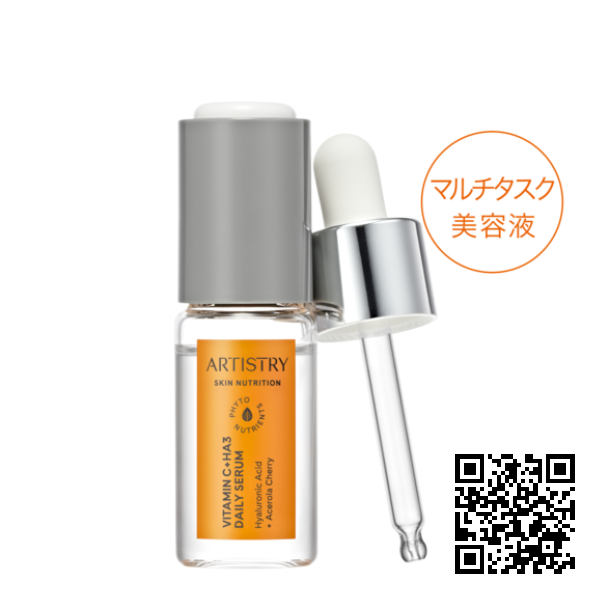 マルチタスク
美容液
ARTISTRY
SKIN NUTRITION
PHYTO
NUTRIENTS
VITAMIN C+HA3
DAILY SERUM
Hyaluronic Acid
+ Acerola Cherry